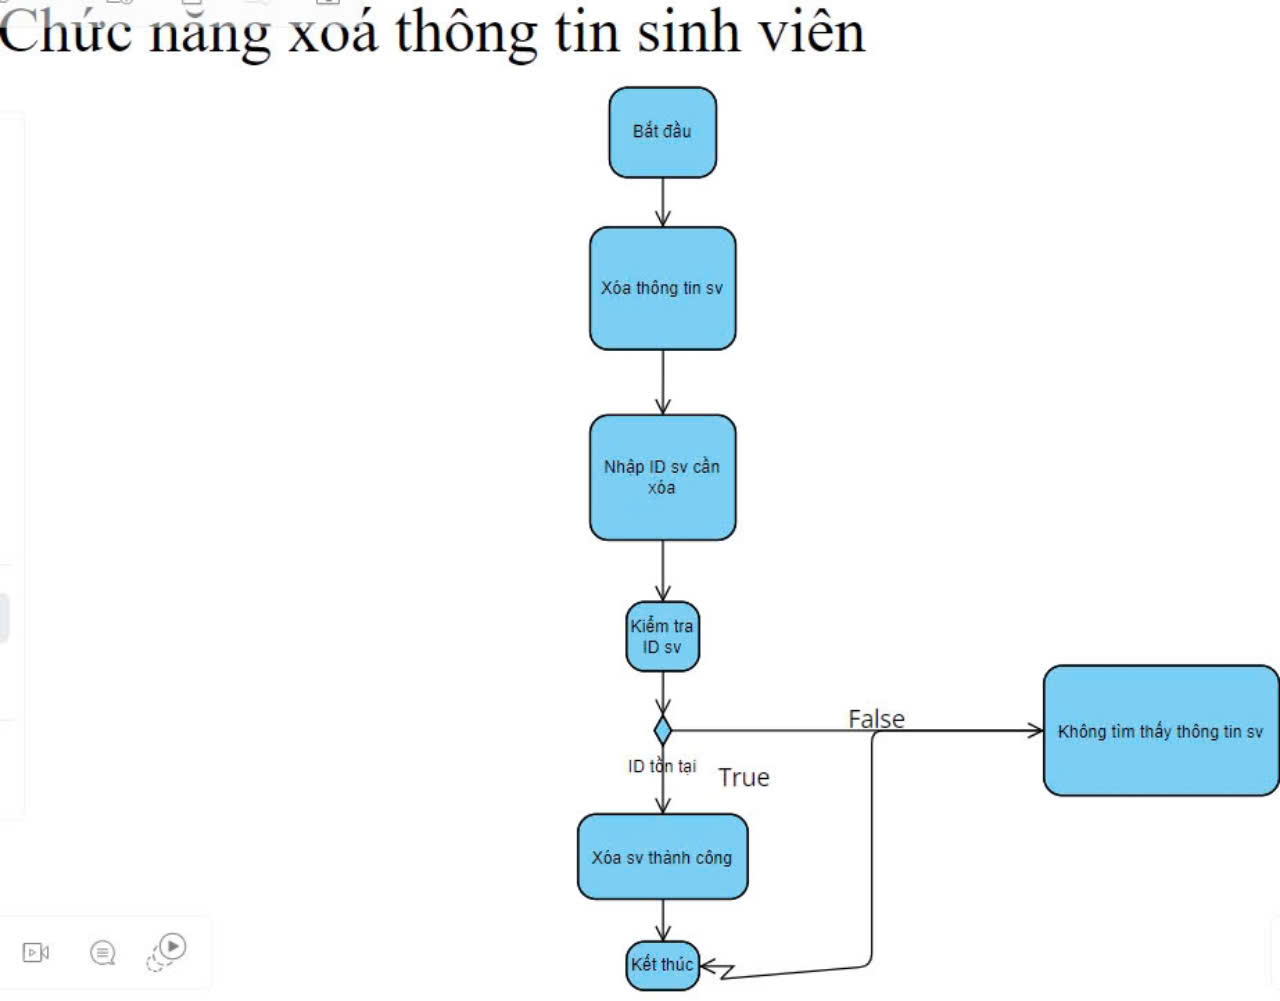 Chức năng xoá thông tin sinh viên
Bắt đầu
Xóa thông tin sv
Nhập ID sv cần
xóa
Kiểm tra
ID sv
False
Không tìm thấy thông tin sv
ID tồn tại
True
Xóa sv thành công
Kết thúc